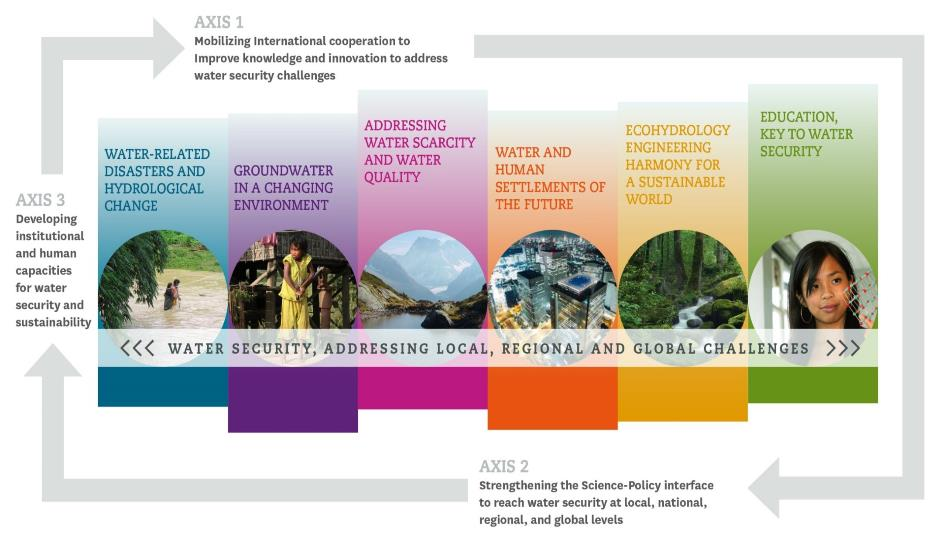 AXIS 1
Mobilizing International cooperation to
Improve knowledge and innovation to address
water security challenges
AXIS 3
Developing
institutional
and human
capacities
for water
security and
sustainability
WATER-RELATED
DISASTERS AND
HYDROLOGICAL
CHANGE
GROUNDWATER
IN A CHANGING
ENVIRONMENT
ADDRESSING
WATER SCARCITY
AND WATER
QUALITY
WATER AND
HUMAN
SETTLEMENTS OF
THE FUTURE
ECOHYDROLOGY
ENGINEERING
HARMONY FOR
A SUSTAINABLE
WORLD
EDUCATION,
KEY TO WATER
SECURITY
<<< WATER SECURITY, ADDRESSING LOCAL, REGIONAL AND GLOBAL CHALLENGES >>>
AXIS 2
Strengthening the Science-Policy interface
to reach water security at local, national,
regional, and global levels